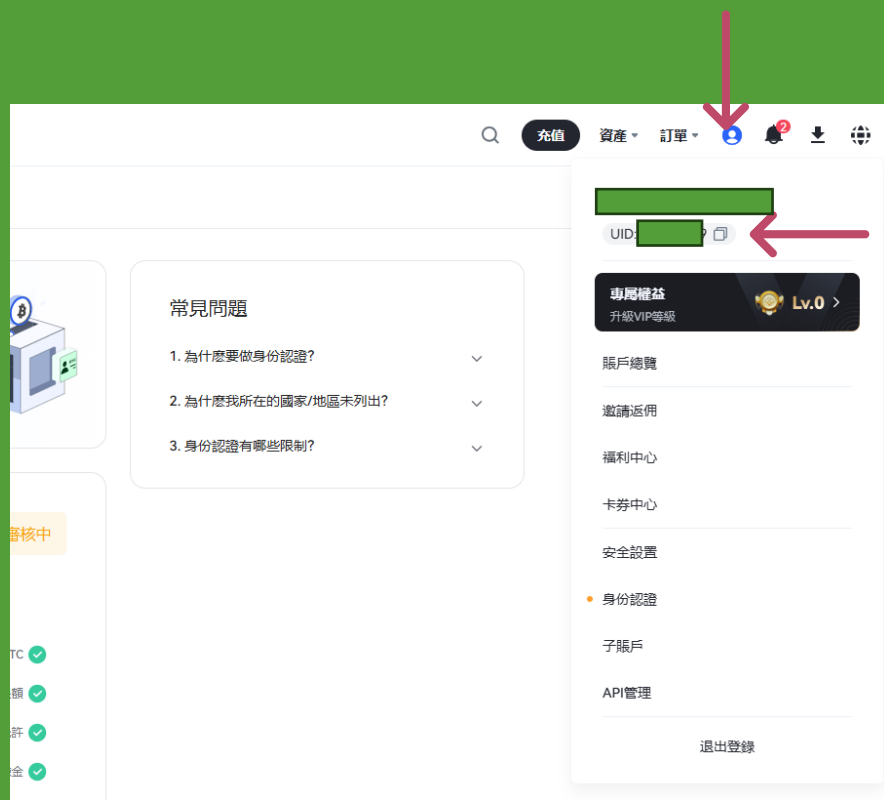 充值
資產
訂單
2
UID:
專屬權益
升級VIP等級
Lv.0
常見問題
1. 為什麼要做身份認證?
2. 為什麼我所在的國家/地區未列出?
3. 身份認證有哪些限制?
賬戶總覽
邀請返佣
福利中心
卡券中心
安全設置
身份認證
子賬戶
API管理
退出登錄
審核中
TC
額
許
金